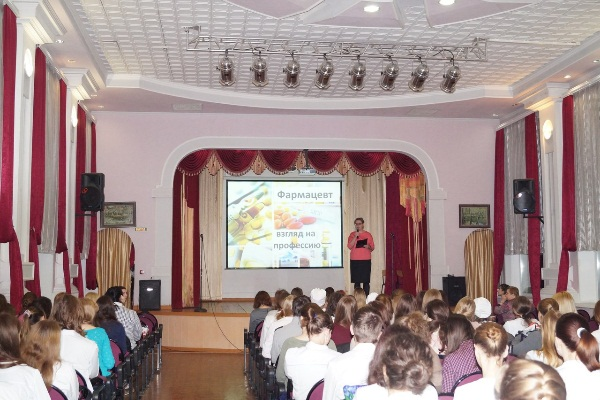 Фармацевт
взгляд на
профессию